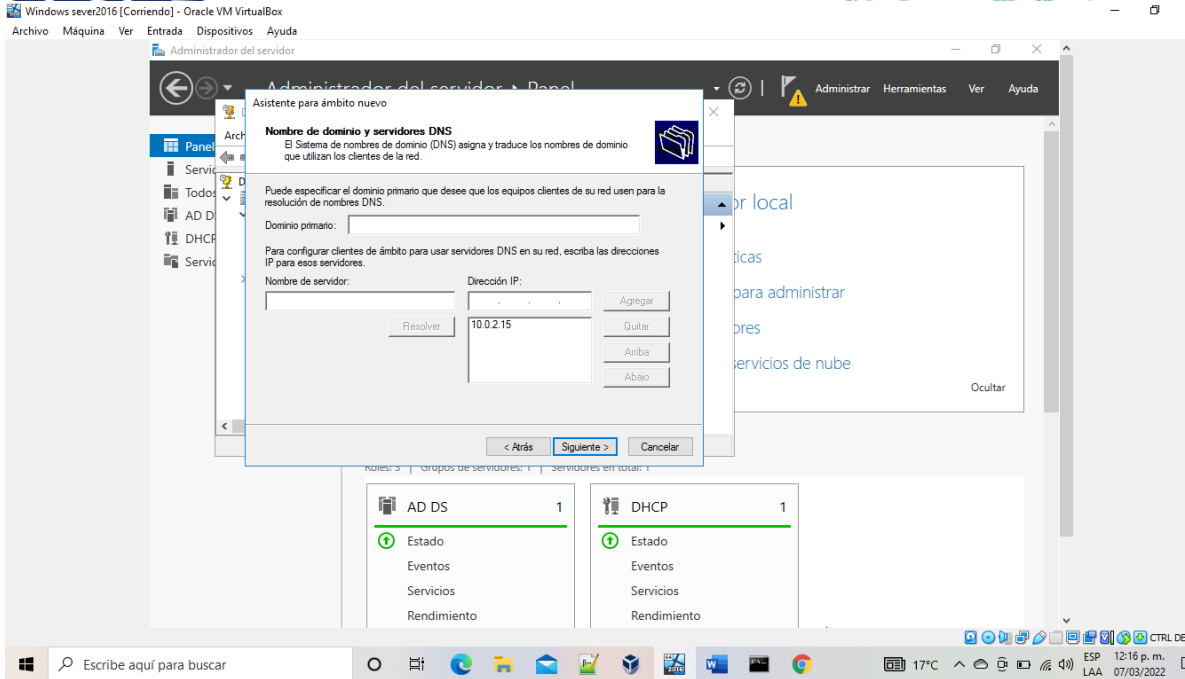 Windows sever2016 [Corriendo] - Oracle VM VirtualBox
Archivo Máquina Ver Entrada Dispositivos Ayuda
Administrador del servidor
Administrador del servidor Panel
Administrar Herramientas Ver Ayuda
Asistente para ámbito nuevo
Arch
Nombre de dominio y servidores DNS
El Sistema de nombres de dominio (DNS) asigna y traduce los nombres de dominio
que utilizan los clientes de la red.
Panel
Servic
Todos
AD D
DHCP
Servic
D
Puede especificar el dominio primario que desee que los equipos clientes de su red usen para la
resolución de nombres DNS.
Dominio primario:
Para configurar clientes de ámbito para usar servidores DNS en su red, escriba las direcciones
IP para esos servidores.
Nombre de servidor: Dirección IP:
Agregar
Resolver 10.0.2.15 Quitar
Arriba
Abajo
< Atrás Siguiente > Cancelar
or local
ticas
para administrar
ores
servicios de nube
Ocultar
Roles: 3 | Grupos de servidores: 1 | Servidores en total: 1
AD DS 1
Estado
Eventos
Servicios
Rendimiento
DHCP 1
Estado
Eventos
Servicios
Rendimiento
CTRL DE
Escribe aquí para buscar
17°C
ESP
LAA
12:16 p. m.
07/03/2022